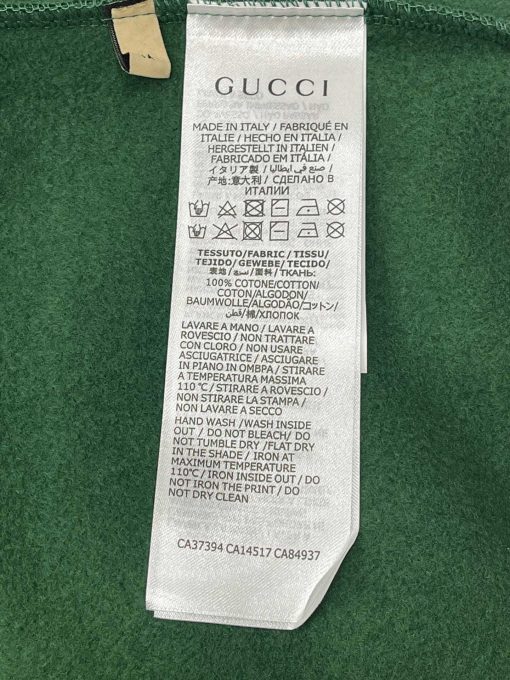 GUCCI
MADE IN ITALY / FABRIQUÉ EN
ITALIE / HECHO EN ITALIA /
HERGESTELLT IN ITALIEN /
FABRICADO EM ITÁLIA /
イタリア製 / صنع في ايطاليا /
产地:意大利 / СДЕЛАНО В
ИТАЛИИ
TESSUTO/FABRIC / TISSU/
TEJIDO/ GEWEBE/ TECIDO/
表地 / نسيج / 面料 / ТКАНЬ:
100% COTONE/COTTON/
COTON/ALGODON/
BAUMWOLLE/ALGODÃO/コットン/
قطن/棉/ХЛОПОК
LAVARE A MANO / LAVARE A
ROVESCIO / NON TRATTARE
CON CLORO / NON USARE
ASCIUGATRICE / ASCIUGARE
IN PIANO IN OMBRA / STIRARE
A TEMPERATURA MASSIMA
110 °C / STIRARE A ROVESCIO /
NON STIRARE LA STAMPA /
NON LAVARE A SECCO
HAND WASH /WASH INSIDE
OUT / DO NOT BLEACH/ DO
NOT TUMBLE DRY /FLAT DRY
IN THE SHADE / IRON AT
MAXIMUM TEMPERATURE
110°C/ IRON INSIDE OUT / DO
NOT IRON THE PRINT / DO
NOT DRY CLEAN
CA37394 CA14517 CA84937